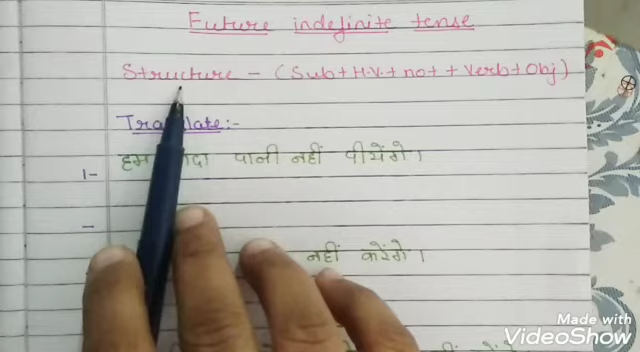 Future indefinite tense
Structure - (Sub + H.V. + not + Verb + Obj)
Translate:-
1- हम पानी नहीं पीयेंगे।
-
नहीं करेंगे।
Made with
VideoShow